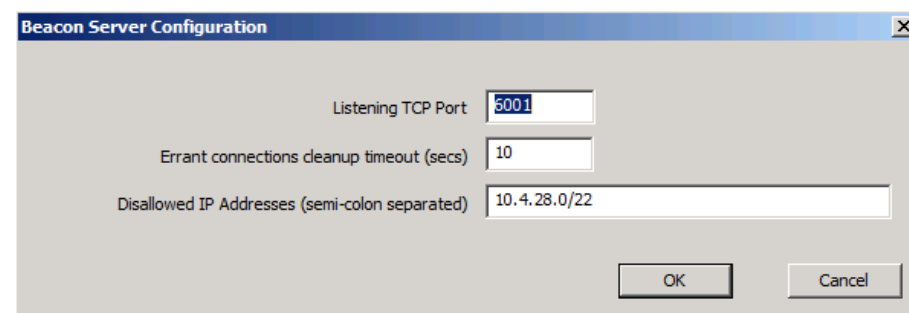 Beacon Server Configuration
Listening TCP Port 6001
Errant connections cleanup timeout (secs) 10
Disallowed IP Addresses (semi-colon separated) 10.4.28.0/22
OK Cancel